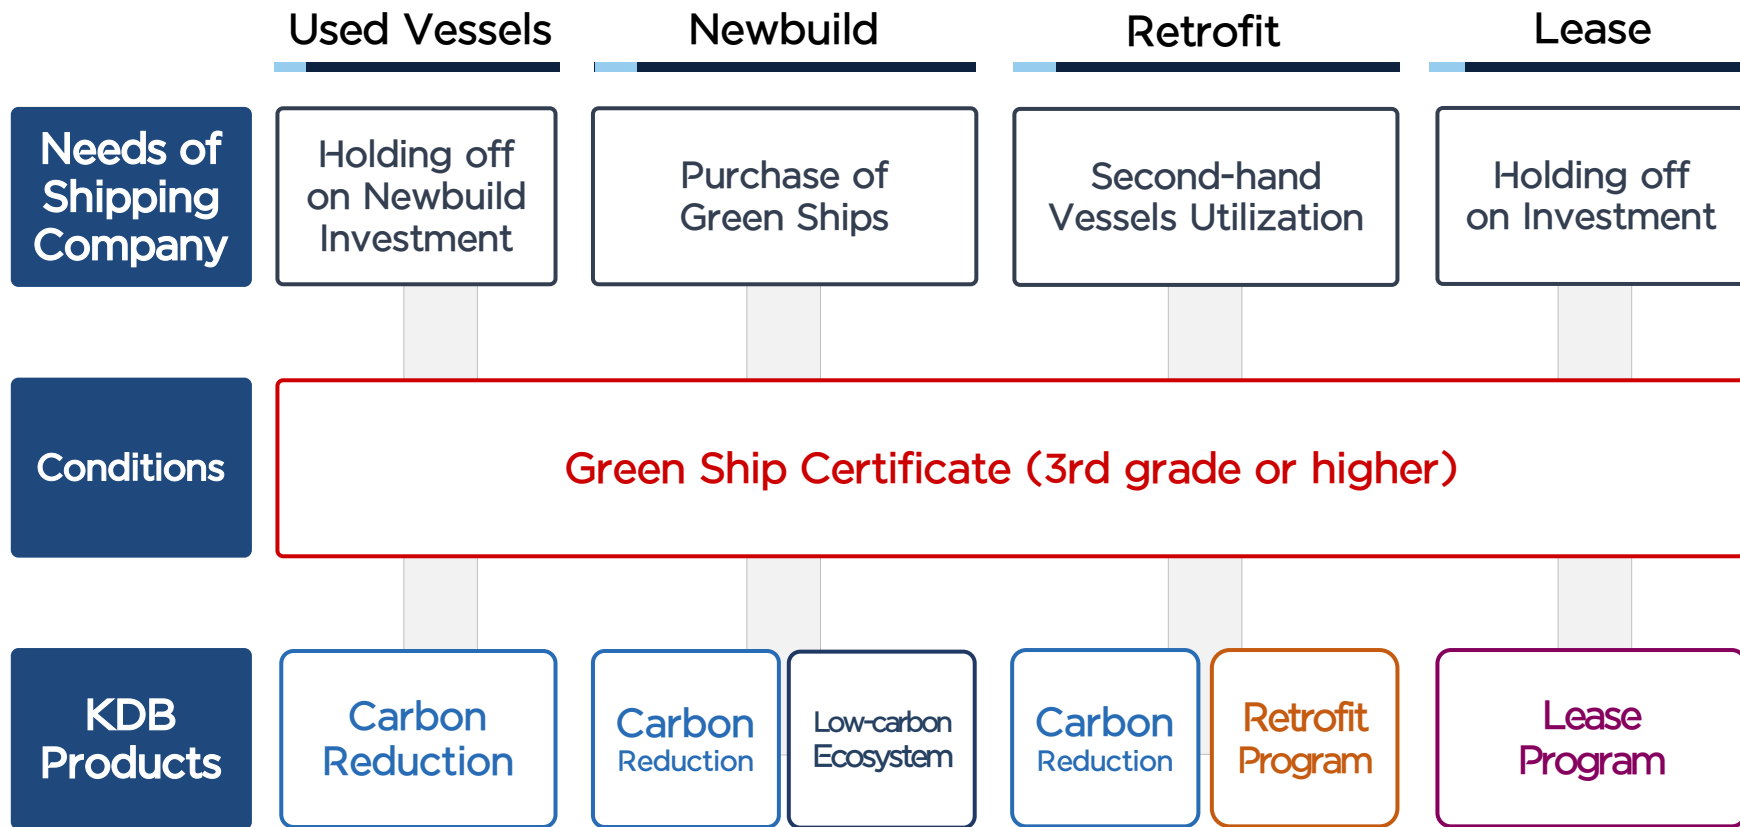 Used Vessels
Newbuild
Retrofit
Lease
Needs of
Shipping
Company
Holding off
on Newbuild
Investment
Purchase of
Green Ships
Second-hand
Vessels Utilization
Holding off
on Investment
Conditions
Green Ship Certificate (3rd grade or higher)
KDB
Products
Carbon
Reduction
Carbon
Reduction
Low-carbon
Ecosystem
Carbon
Reduction
Retrofit
Program
Lease
Program